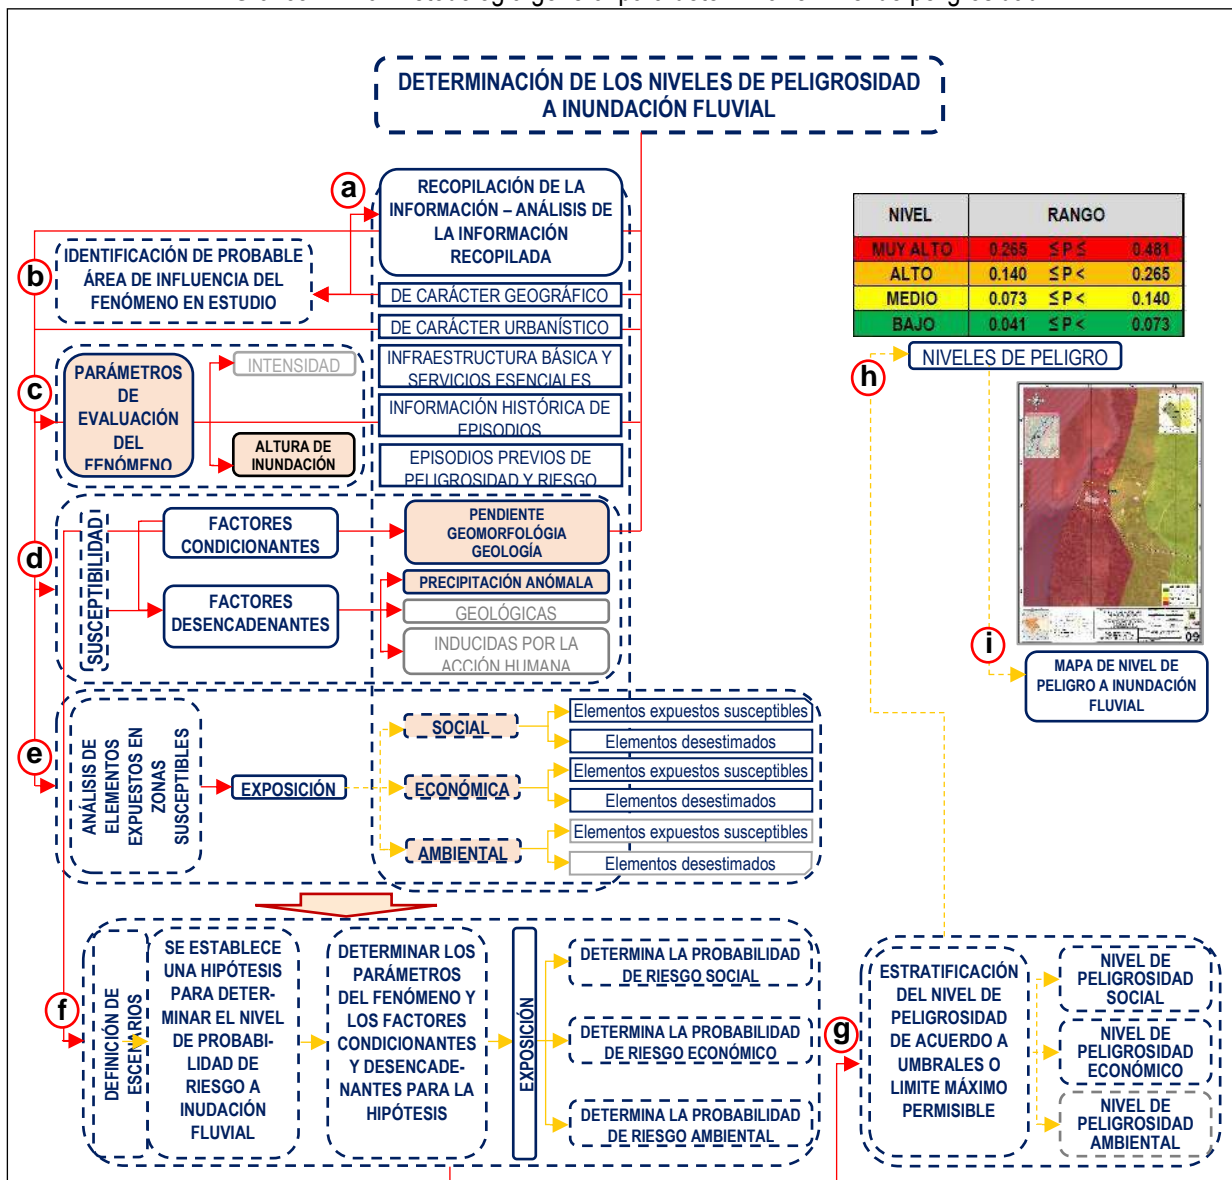 DETERMINACIÓN DE LOS NIVELES DE PELIGROSIDAD
A INUNDACIÓN FLUVIAL
a
RECOPILACIÓN DE LA
INFORMACIÓN – ANÁLISIS DE
LA INFORMACIÓN
RECOPILADA
b
IDENTIFICACIÓN DE PROBABLE
ÁREA DE INFLUENCIA DEL
FENÓMENO EN ESTUDIO
DE CARÁCTER GEOGRÁFICO
DE CARÁCTER URBANÍSTICO
INFRAESTRUCTURA BÁSICA Y
SERVICIOS ESENCIALES
INFORMACIÓN HISTÓRICA DE
EPISODIOS
EPISODIOS PREVIOS DE
PELIGROSIDAD Y RIESGO
c
PARÁMETROS
DE
EVALUACIÓN
DEL
FENÓMENO
INTENSIDAD
ALTURA DE
INUNDACIÓN
d
SUSCEPTIBILIDAD
FACTORES
CONDICIONANTES
PENDIENTE
GEOMORFOLÓGIA
GEOLOGÍA
FACTORES
DESENCADENANTES
PRECIPITACIÓN ANÓMALA
GEOLÓGICAS
INDUCIDAS POR LA
ACCIÓN HUMANA
e
ANÁLISIS DE
ELEMENTOS
EXPUESTOS EN
ZONAS
SUSCEPTIBLES
EXPOSICIÓN
SOCIAL
Elementos expuestos susceptibles
Elementos desestimados
ECONÓMICA
Elementos expuestos susceptibles
Elementos desestimados
AMBIENTAL
Elementos expuestos susceptibles
Elementos desestimados
f
DEFINICIÓN DE
ESCENARIOS
SE ESTABLECE
UNA HIPÓTESIS
PARA DETER-
MINAR EL NIVEL
DE PROBABI-
LIDAD DE
RIESGO A
INUDACIÓN
FLUVIAL
DETERMINAR LOS
PARÁMETROS
DEL FENÓMENO Y
LOS FACTORES
CONDICIONANTES
Y DESENCADE-
NANTES PARA LA
HIPÓTESIS
EXPOSICIÓN
DETERMINA LA PROBABILIDAD
DE RIESGO SOCIAL
DETERMINA LA PROBABILIDAD
DE RIESGO ECONÓMICO
DETERMINA LA PROBABILIDAD
DE RIESGO AMBIENTAL
g
ESTRATIFICACIÓN
DEL NIVEL DE
PELIGROSIDAD
DE ACUERDO A
UMBRALES O
LIMITE MÁXIMO
PERMISIBLE
NIVEL DE
PELIGROSIDAD
SOCIAL
NIVEL DE
PELIGROSIDAD
ECONÓMICO
NIVEL DE
PELIGROSIDAD
AMBIENTAL
NIVEL RANGO
MUY ALTO 0.265 ≤ P ≤ 0.481
ALTO 0.140 ≤ P < 0.265
MEDIO 0.073 ≤ P < 0.140
BAJO 0.041 ≤ P < 0.073
h
NIVELES DE PELIGRO
09
i
MAPA DE NIVEL DE
PELIGRO A INUNDACIÓN
FLUVIAL